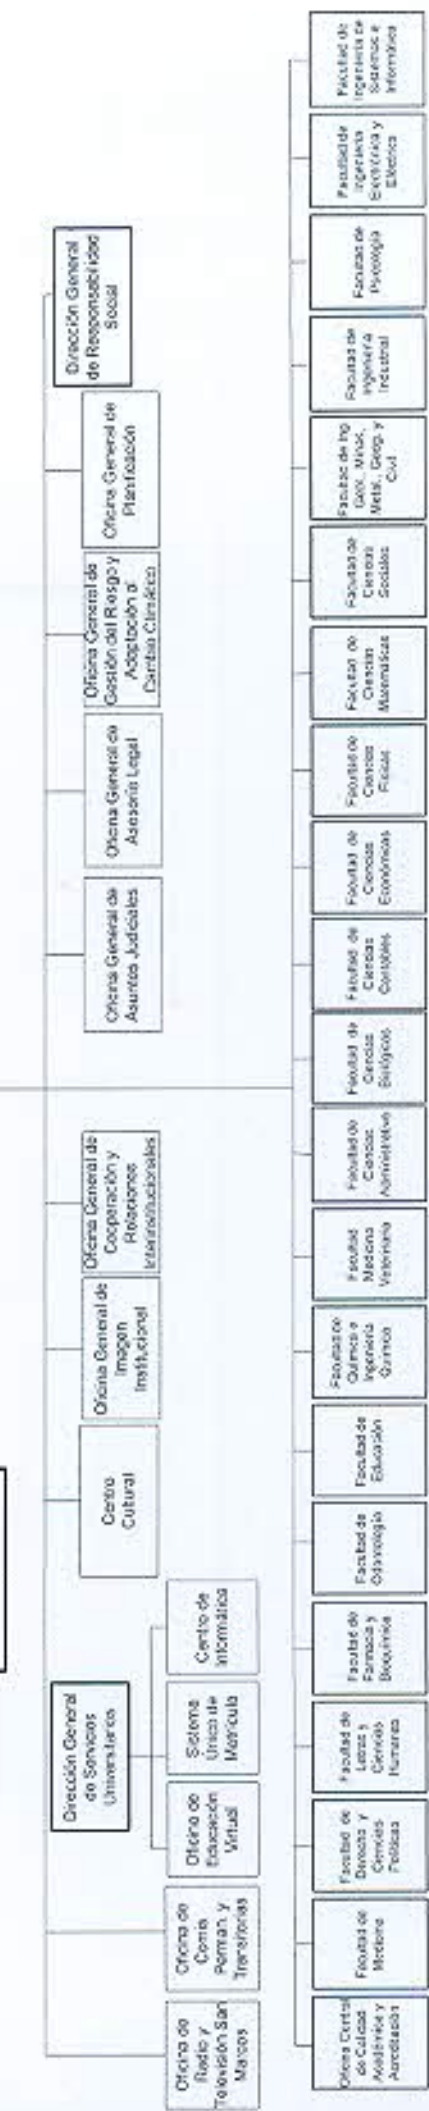 Oficina de
Radio y
Televisión San
Marcos
Oficina de
Comis.
Perman. y
Transitorias
Dirección General
de Servicios
Universitarios
Oficina de
Educación
Virtual
Sistema
Único de
Matrícula
Centro de
Informática
Centro
Cultural
Oficina General de
Imagen
Institucional
Oficina General de
Cooperación y
Relaciones
Interinstitucionales
Oficina General de
Asuntos Judiciales
Oficina General de
Asesoría Legal
Oficina General de
Gestión del Riesgo y
Adaptación al
Cambio Climático
Oficina General de
Planificación
Dirección General
de Responsabilidad
Social
Oficina Central
de Calidad
Académica y
Acreditación
Facultad de
Medicina
Facultad de
Derecho y
Ciencias
Políticas
Facultad de
Letras y
Ciencias
Humanas
Facultad de
Farmacia y
Bioquímica
Facultad de
Odontología
Facultad de
Educación
Facultad de
Química e
Ingeniería
Química
Facultad
Medicina
Veterinaria
Facultad de
Ciencias
Administrativo
Facultad de
Ciencias
Biológicas
Facultad de
Ciencias
Contables
Facultad de
Ciencias
Económicas
Facultad de
Ciencias
Físicas
Facultad de
Ciencias
Matemáticas
Facultad de
Ciencias
Sociales
Facultad de Ing
Geol., Minas,
Metal., Geog. y
Civil
Facultad de
Ingeniería
Industrial
Facultad de
Psicología
Facultad de
Ingeniería
Electrónica y
Eléctrica
Facultad de
Ingeniería de
Sistemas e
Informática